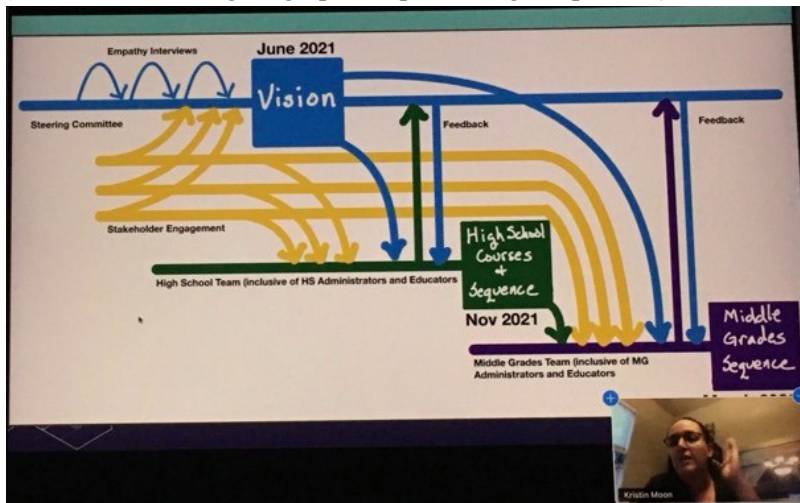 Empathy Interviews
June 2021
Vision
Steering Committee
Feedback
Feedback
Stakeholder Engagement
High School Team (inclusive of HS Administrators and Educators
High School
Courses
+
Sequence
Nov 2021
Middle Grades Team (inclusive of MG
Administrators and Educators
Middle
Grades
Sequence
Kristin Moon